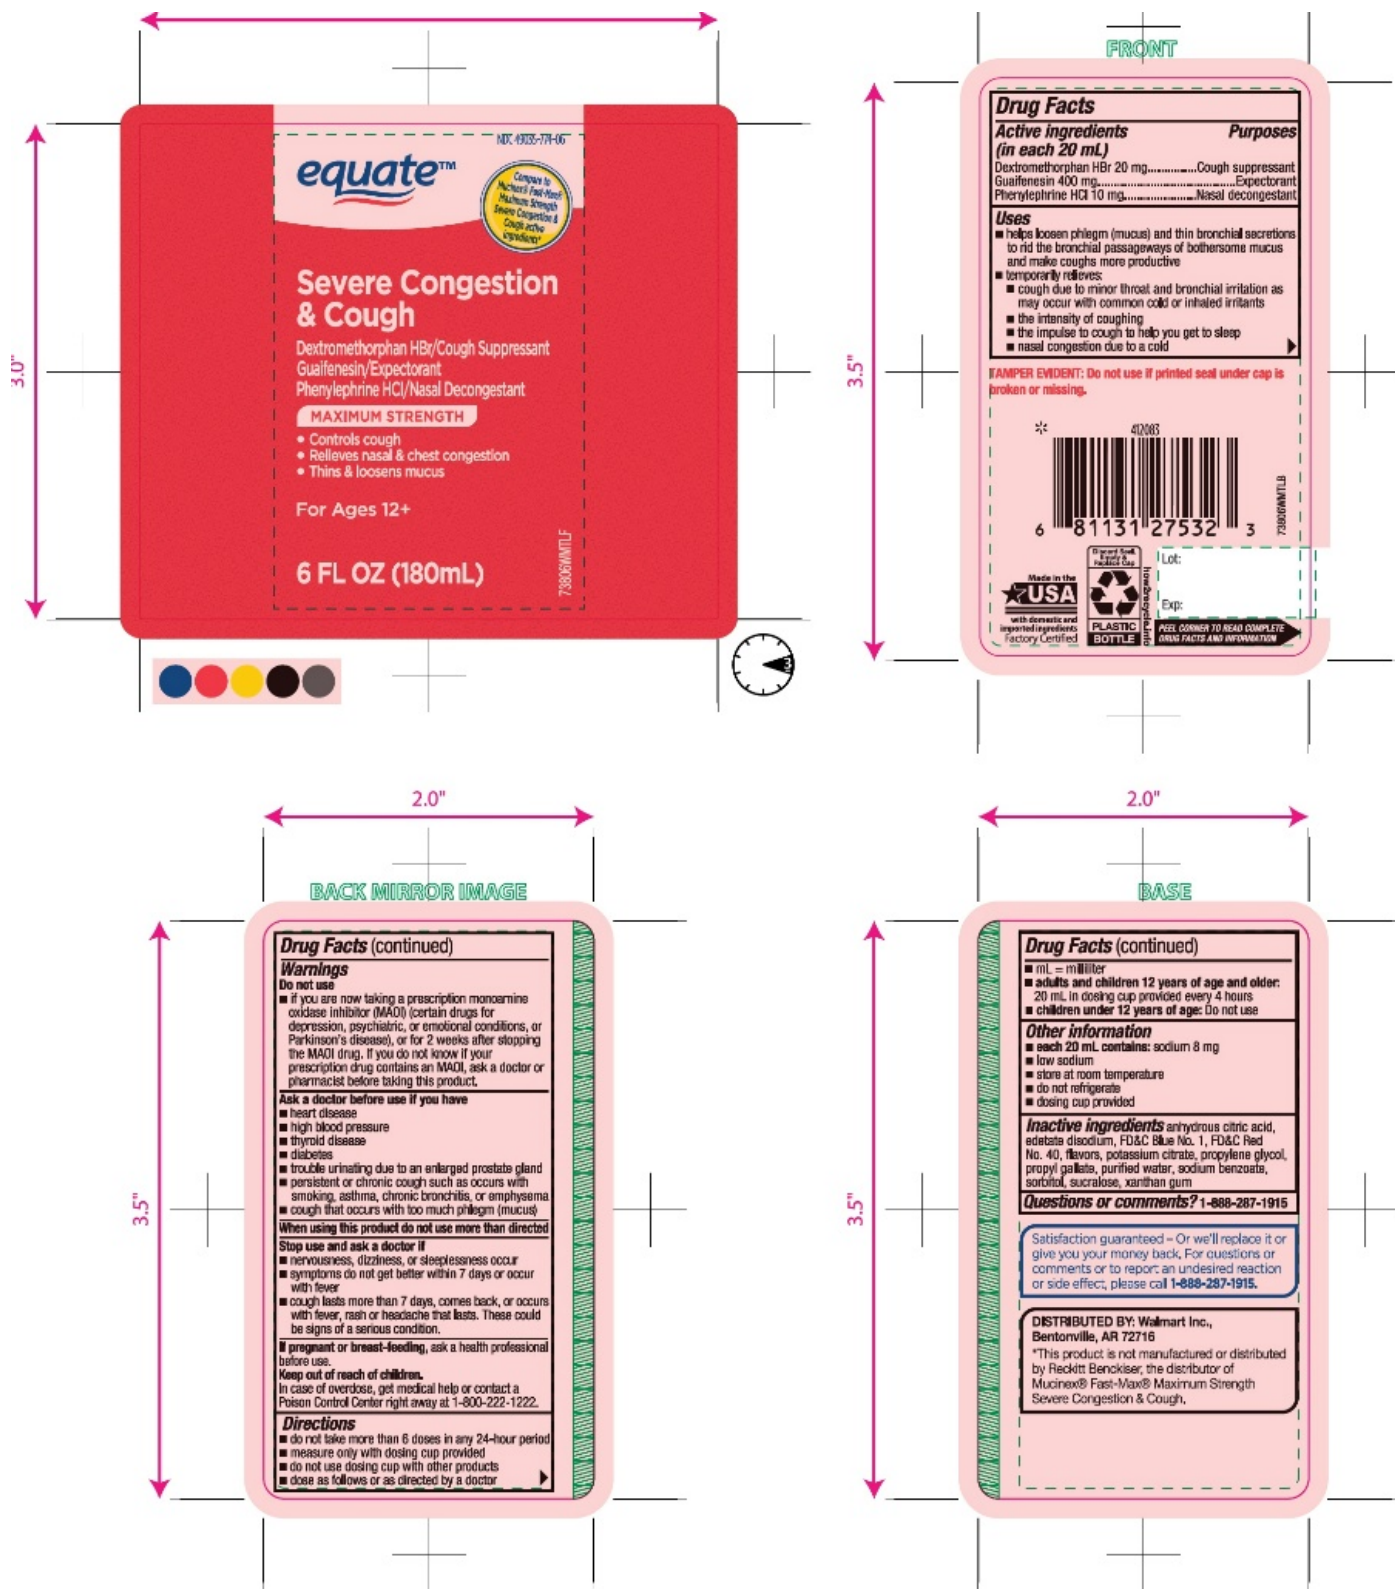 3.0"
NDC 49035-774-06
equate™
Compare to
Mucinex® Fast-Max®
Maximum Strength
Severe Congestion &
Cough active
ingredients*
Severe Congestion
& Cough
Dextromethorphan HBr/Cough Suppressant
Guaifenesin/Expectorant
Phenylephrine HCl/Nasal Decongestant
MAXIMUM STRENGTH
• Controls cough
• Relieves nasal & chest congestion
• Thins & loosens mucus
For Ages 12+
6 FL OZ (180mL)
73806WMTLF
3
FRONT
3.5"
Drug Facts
Active ingredients Purposes
(in each 20 mL)
Dextromethorphan HBr 20 mg..............Cough suppressant
Guaifenesin 400 mg..........................................Expectorant
Phenylephrine HCl 10 mg......................Nasal decongestant
Uses
■ helps loosen phlegm (mucus) and thin bronchial secretions
to rid the bronchial passageways of bothersome mucus
and make coughs more productive
■ temporarily relieves:
■ cough due to minor throat and bronchial irritation as
may occur with common cold or inhaled irritants
■ the intensity of coughing
■ the impulse to cough to help you get to sleep
■ nasal congestion due to a cold
TAMPER EVIDENT: Do not use if printed seal under cap is
broken or missing.
* 412083
6 81131 27532 3
73806WMTLB
Made in the
USA
with domestic and
imported ingredients
Factory Certified
Discard Seal,
Empty &
Replace Cap
PLASTIC
BOTTLE
how2recycle.info
Lot:
Exp:
PEEL CORNER TO READ COMPLETE
DRUG FACTS AND INFORMATION
2.0"
BACK MIRROR IMAGE
3.5"
Drug Facts (continued)
Warnings
Do not use
■ if you are now taking a prescription monoamine
oxidase inhibitor (MAOI) (certain drugs for
depression, psychiatric, or emotional conditions, or
Parkinson's disease), or for 2 weeks after stopping
the MAOI drug. If you do not know if your
prescription drug contains an MAOI, ask a doctor or
pharmacist before taking this product.
Ask a doctor before use if you have
■ heart disease
■ high blood pressure
■ thyroid disease
■ diabetes
■ trouble urinating due to an enlarged prostate gland
■ persistent or chronic cough such as occurs with
smoking, asthma, chronic bronchitis, or emphysema
■ cough that occurs with too much phlegm (mucus)
When using this product do not use more than directed
Stop use and ask a doctor if
■ nervousness, dizziness, or sleeplessness occur
■ symptoms do not get better within 7 days or occur
with fever
■ cough lasts more than 7 days, comes back, or occurs
with fever, rash or headache that lasts. These could
be signs of a serious condition.
If pregnant or breast-feeding, ask a health professional
before use.
Keep out of reach of children.
In case of overdose, get medical help or contact a
Poison Control Center right away at 1-800-222-1222.
Directions
■ do not take more than 6 doses in any 24-hour period
■ measure only with dosing cup provided
■ do not use dosing cup with other products
■ dose as follows or as directed by a doctor
2.0"
BASE
3.5"
Drug Facts (continued)
■ mL = milliliter
■ adults and children 12 years of age and older:
20 mL in dosing cup provided every 4 hours
■ children under 12 years of age: Do not use
Other information
■ each 20 mL contains: sodium 8 mg
■ low sodium
■ store at room temperature
■ do not refrigerate
■ dosing cup provided
Inactive ingredients anhydrous citric acid,
edetate disodium, FD&C Blue No. 1, FD&C Red
No. 40, flavors, potassium citrate, propylene glycol,
propyl gallate, purified water, sodium benzoate,
sorbitol, sucralose, xanthan gum
Questions or comments? 1-888-287-1915
Satisfaction guaranteed – Or we'll replace it or
give you your money back. For questions or
comments or to report an undesired reaction
or side effect, please call 1-888-287-1915.
DISTRIBUTED BY: Walmart Inc.,
Bentonville, AR 72716
*This product is not manufactured or distributed
by Reckitt Benckiser, the distributor of
Mucinex® Fast-Max® Maximum Strength
Severe Congestion & Cough.